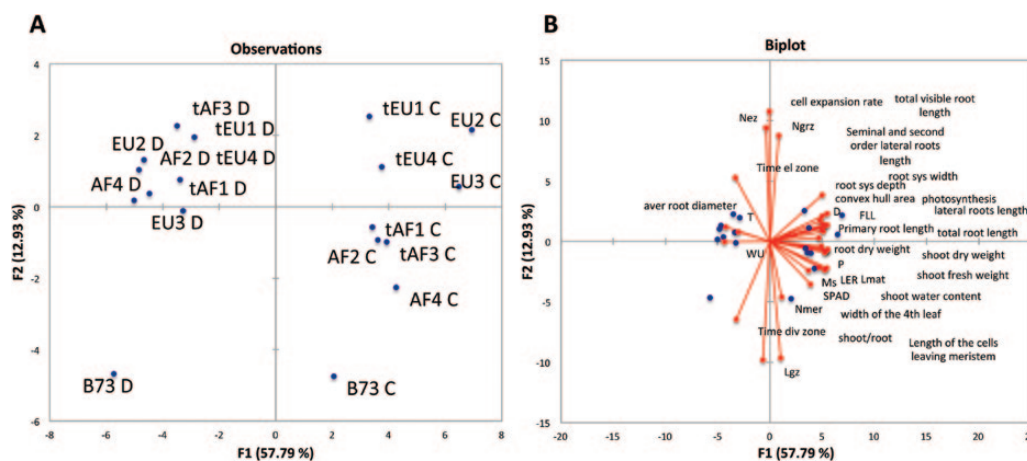 A
Observations
4
2
0
-2
-4
-6
-6
-4
-2
0
2
4
6
8
F2 (12.93 %)
F1 (57.79 %)
tAF3 D
tEU1 D
EU2 D
AF2 D
tEU4 D
AF4 D
tAF1 D
EU3 D
tEU1 C
EU2 C
tEU4 C
EU3 C
tAF1 C
AF2 C
tAF3 C
AF4 C
B73 D
B73 C
B
Biplot
15
10
5
0
-5
-10
-15
-20
-15
-10
-5
0
5
10
15
20
F2 (12.93 %)
F1 (57.79 %)
cell expansion rate
total visible root
length
Nez
Ngrz
Seminal and second
order lateral roots
length
Time el zone
root sys width
root sys depth
convex hull area
photosynthesis
aver root diameter
T
D
FLL
lateral roots length
Primary root length
total root length
WU
root dry weight
shoot dry weight
P
Ms
LER Lmat
shoot fresh weight
SPAD
shoot water content
Nmer
width of the 4th leaf
Time div zone
shoot/root
Length of the cells
leaving meristem
Lgz